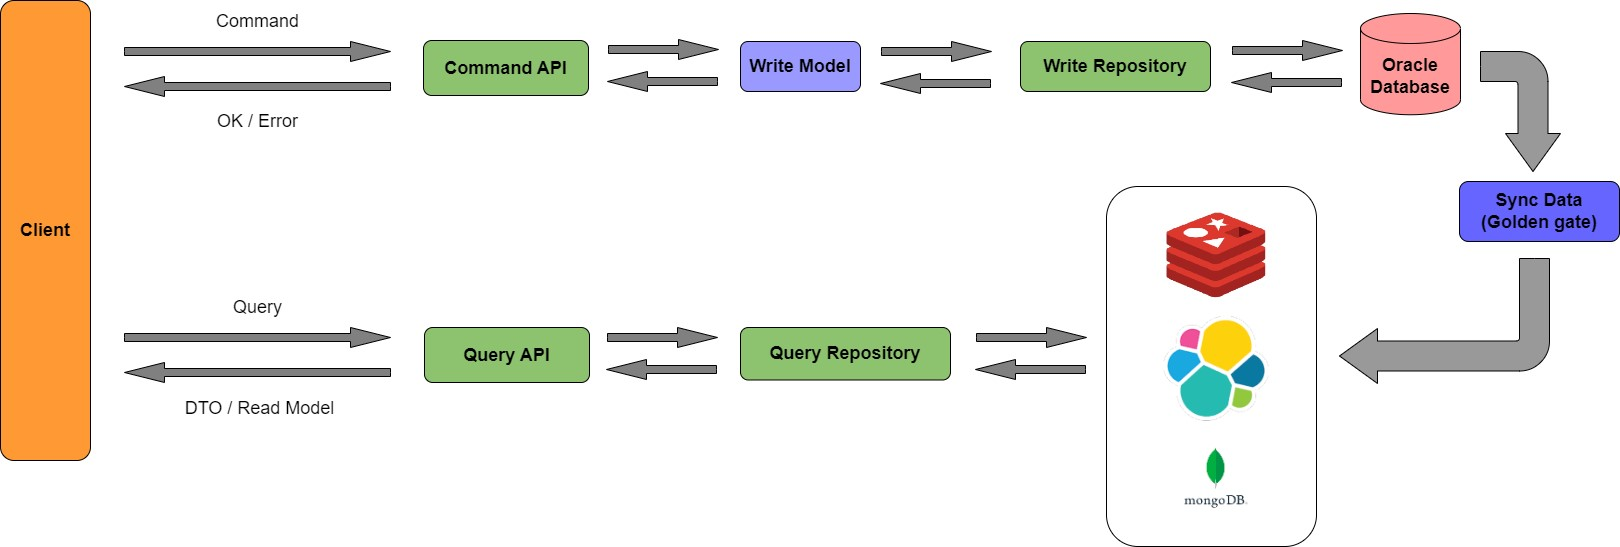 Command
OK / Error
Command API
Write Model
Write Repository
Oracle
Database
Sync Data
(Golden gate)
Client
Query
DTO / Read Model
Query API
Query Repository
mongoDB.